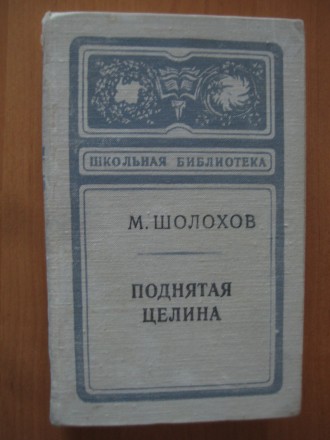 ШКОЛЬНАЯ БИБЛИОТЕКА
М. ШОЛОХОВ
ПОДНЯТАЯ
ЦЕЛИНА